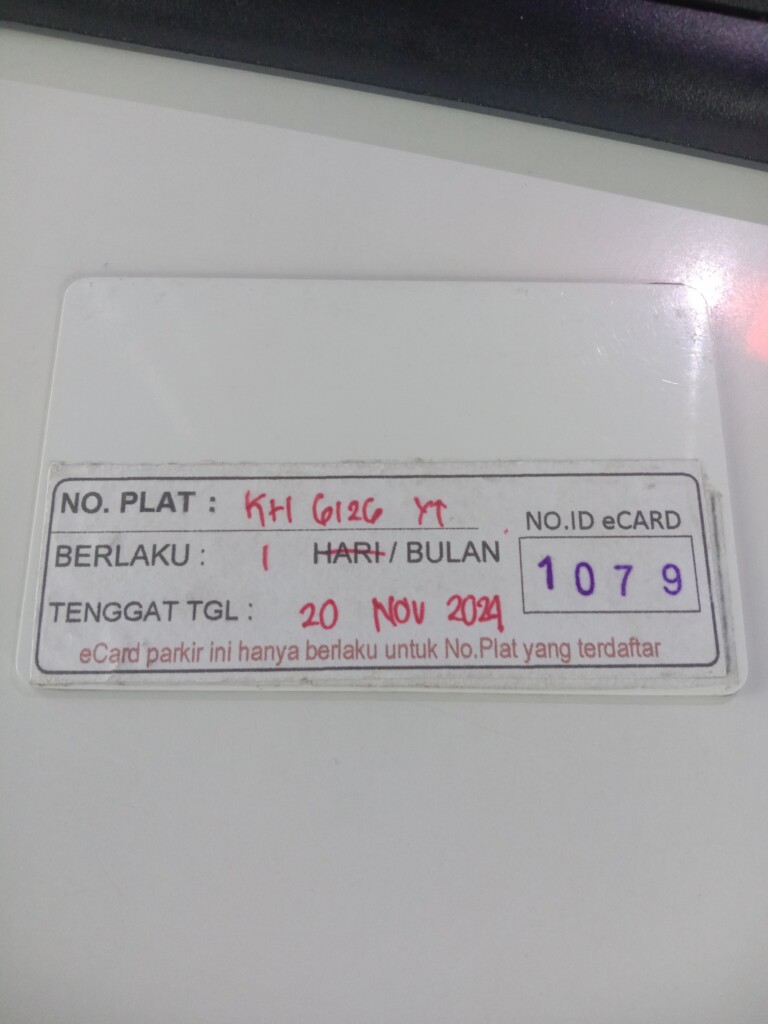 NO. PLAT : KH 6126 YT
NO.ID eCARD
BERLAKU : 1 HARI / BULAN
1079
TENGGAT TGL : 20 NOV 2024
eCard parkir ini hanya berlaku untuk No.Plat yang terdaftar